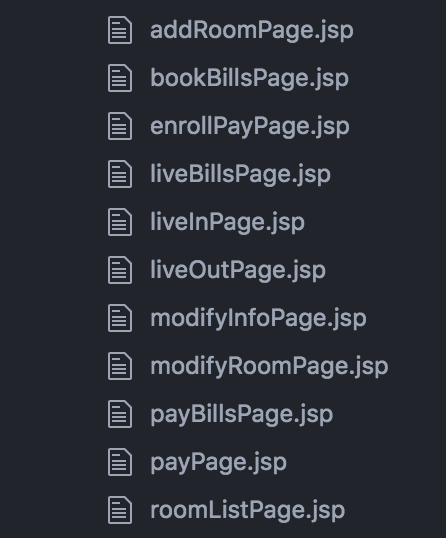 addRoomPage.jsp
bookBillsPage.jsp
enrollPayPage.jsp
liveBillsPage.jsp
liveInPage.jsp
liveOutPage.jsp
modifyInfoPage.jsp
modifyRoomPage.jsp
payBillsPage.jsp
payPage.jsp
roomListPage.jsp